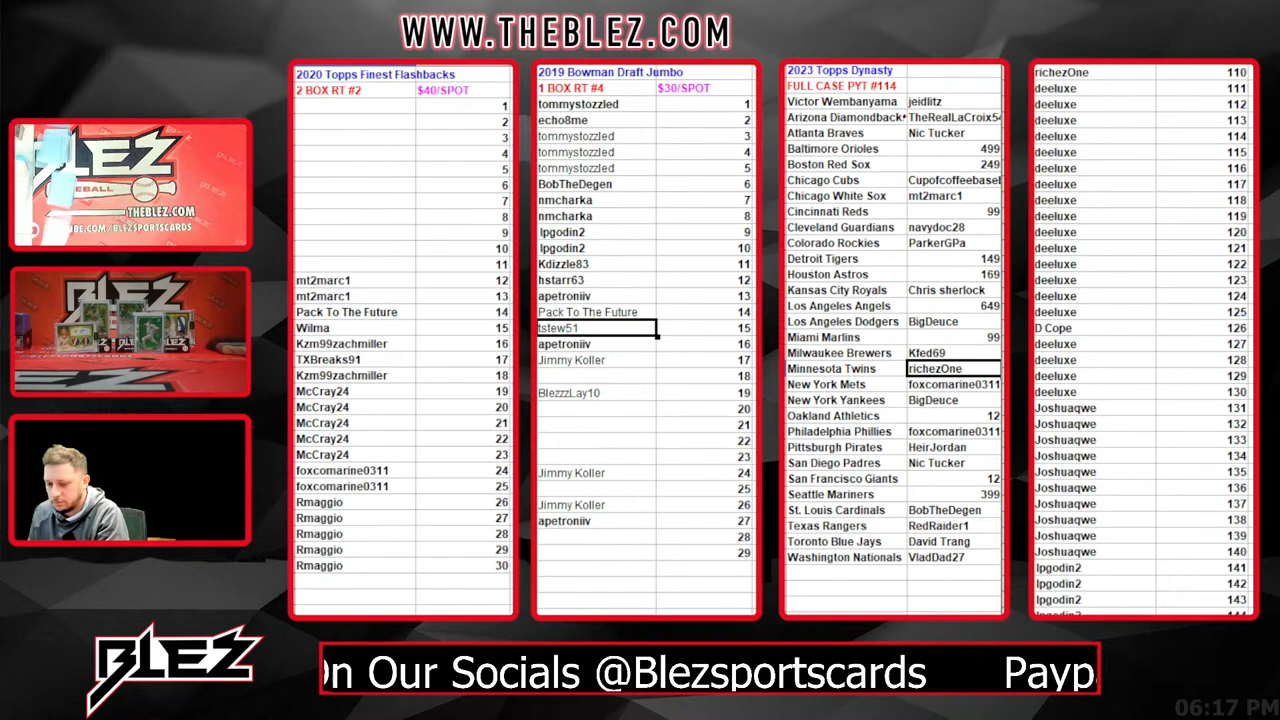 WWW.THEBLEZ.COM
BLEZ
BASEBALL
THEBLEZ.COM
YOUTUBE.COM/BLEZSPORTSCARDS
2020 Topps Finest Flashbacks
2 BOX RT #2 $40/SPOT
1
2
3
4
5
6
7
8
9
10
11
mt2marc1 12
mt2marc1 13
Pack To The Future 14
Wilma 15
Kzm99zachmiller 16
TXBreaks91 17
Kzm99zachmiller 18
McCray24 19
McCray24 20
McCray24 21
McCray24 22
McCray24 23
foxcomarine0311 24
foxcomarine0311 25
Rmaggio 26
Rmaggio 27
Rmaggio 28
Rmaggio 29
Rmaggio 30
2019 Bowman Draft Jumbo
1 BOX RT #4 $30/SPOT
tommystozzled 1
echo8me 2
tommystozzled 3
tommystozzled 4
tommystozzled 5
BobTheDegen 6
nmcharka 7
nmcharka 8
lpgodin2 9
lpgodin2 10
Kdizzle83 11
hstarr63 12
apetroniiv 13
Pack To The Future 14
tstew51 15
apetroniiv 16
Jimmy Koller 17
18
BlezzzLay10 19
20
21
22
23
Jimmy Koller 24
25
Jimmy Koller 26
apetroniiv 27
28
29
2023 Topps Dynasty
FULL CASE PYT #114
Victor Wembanyama jeidlitz
Arizona Diamondback TheRealLaCroix54
Atlanta Braves Nic Tucker
Baltimore Orioles 499
Boston Red Sox 249
Chicago Cubs Cupofcoffeebasel
Chicago White Sox mt2marc1
Cincinnati Reds 99
Cleveland Guardians navydoc28
Colorado Rockies ParkerGPa
Detroit Tigers 149
Houston Astros 169
Kansas City Royals Chris sherlock
Los Angeles Angels 649
Los Angeles Dodgers BigDeuce
Miami Marlins 99
Milwaukee Brewers Kfed69
Minnesota Twins richezOne
New York Mets foxcomarine0311
New York Yankees BigDeuce
Oakland Athletics 12
Philadelphia Phillies foxcomarine0311
Pittsburgh Pirates HeirJordan
San Diego Padres Nic Tucker
San Francisco Giants 12
Seattle Mariners 399
St. Louis Cardinals BobTheDegen
Texas Rangers RedRaider1
Toronto Blue Jays David Trang
Washington Nationals VladDad27
richezOne 110
deeluxe 111
deeluxe 112
deeluxe 113
deeluxe 114
deeluxe 115
deeluxe 116
deeluxe 117
deeluxe 118
deeluxe 119
deeluxe 120
deeluxe 121
deeluxe 122
deeluxe 123
deeluxe 124
deeluxe 125
D Cope 126
deeluxe 127
deeluxe 128
deeluxe 129
deeluxe 130
Joshuaqwe 131
Joshuaqwe 132
Joshuaqwe 133
Joshuaqwe 134
Joshuaqwe 135
Joshuaqwe 136
Joshuaqwe 137
Joshuaqwe 138
Joshuaqwe 139
Joshuaqwe 140
lpgodin2 141
lpgodin2 142
lpgodin2 143
lpgodin2 144
BLEZ
On Our Socials @Blezsportscards Payp
06:17 PM